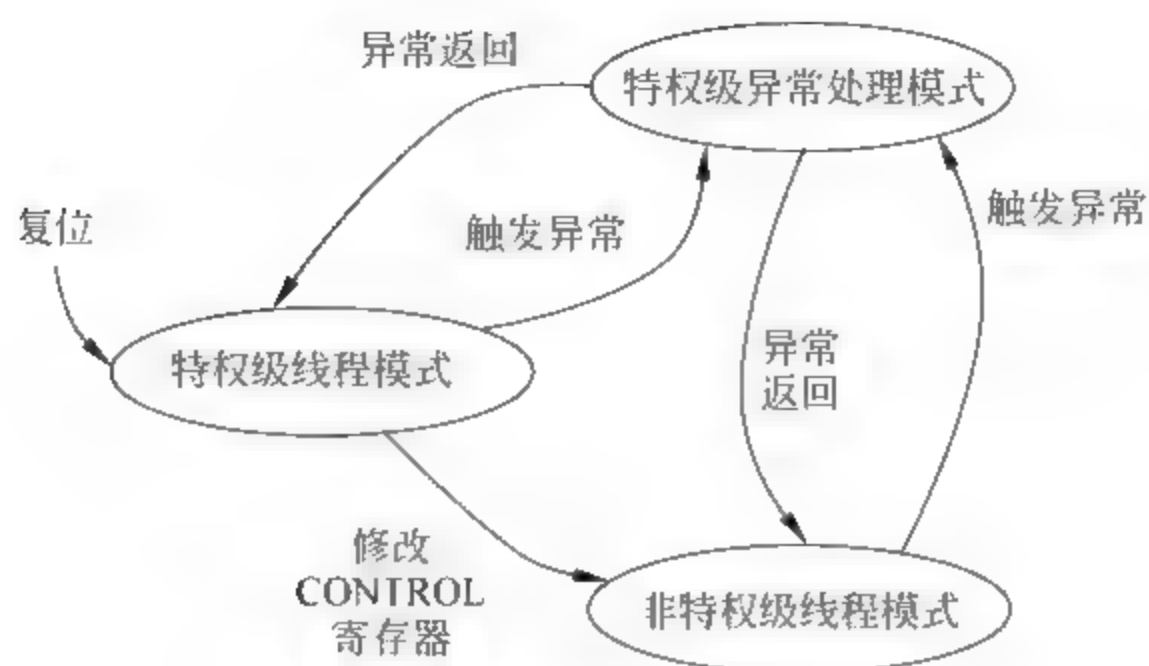 异常返回
特权级异常处理模式
复位
触发异常
触发异常
特权级线程模式
异常
返回
修改
CONTROL
寄存器
非特权级线程模式